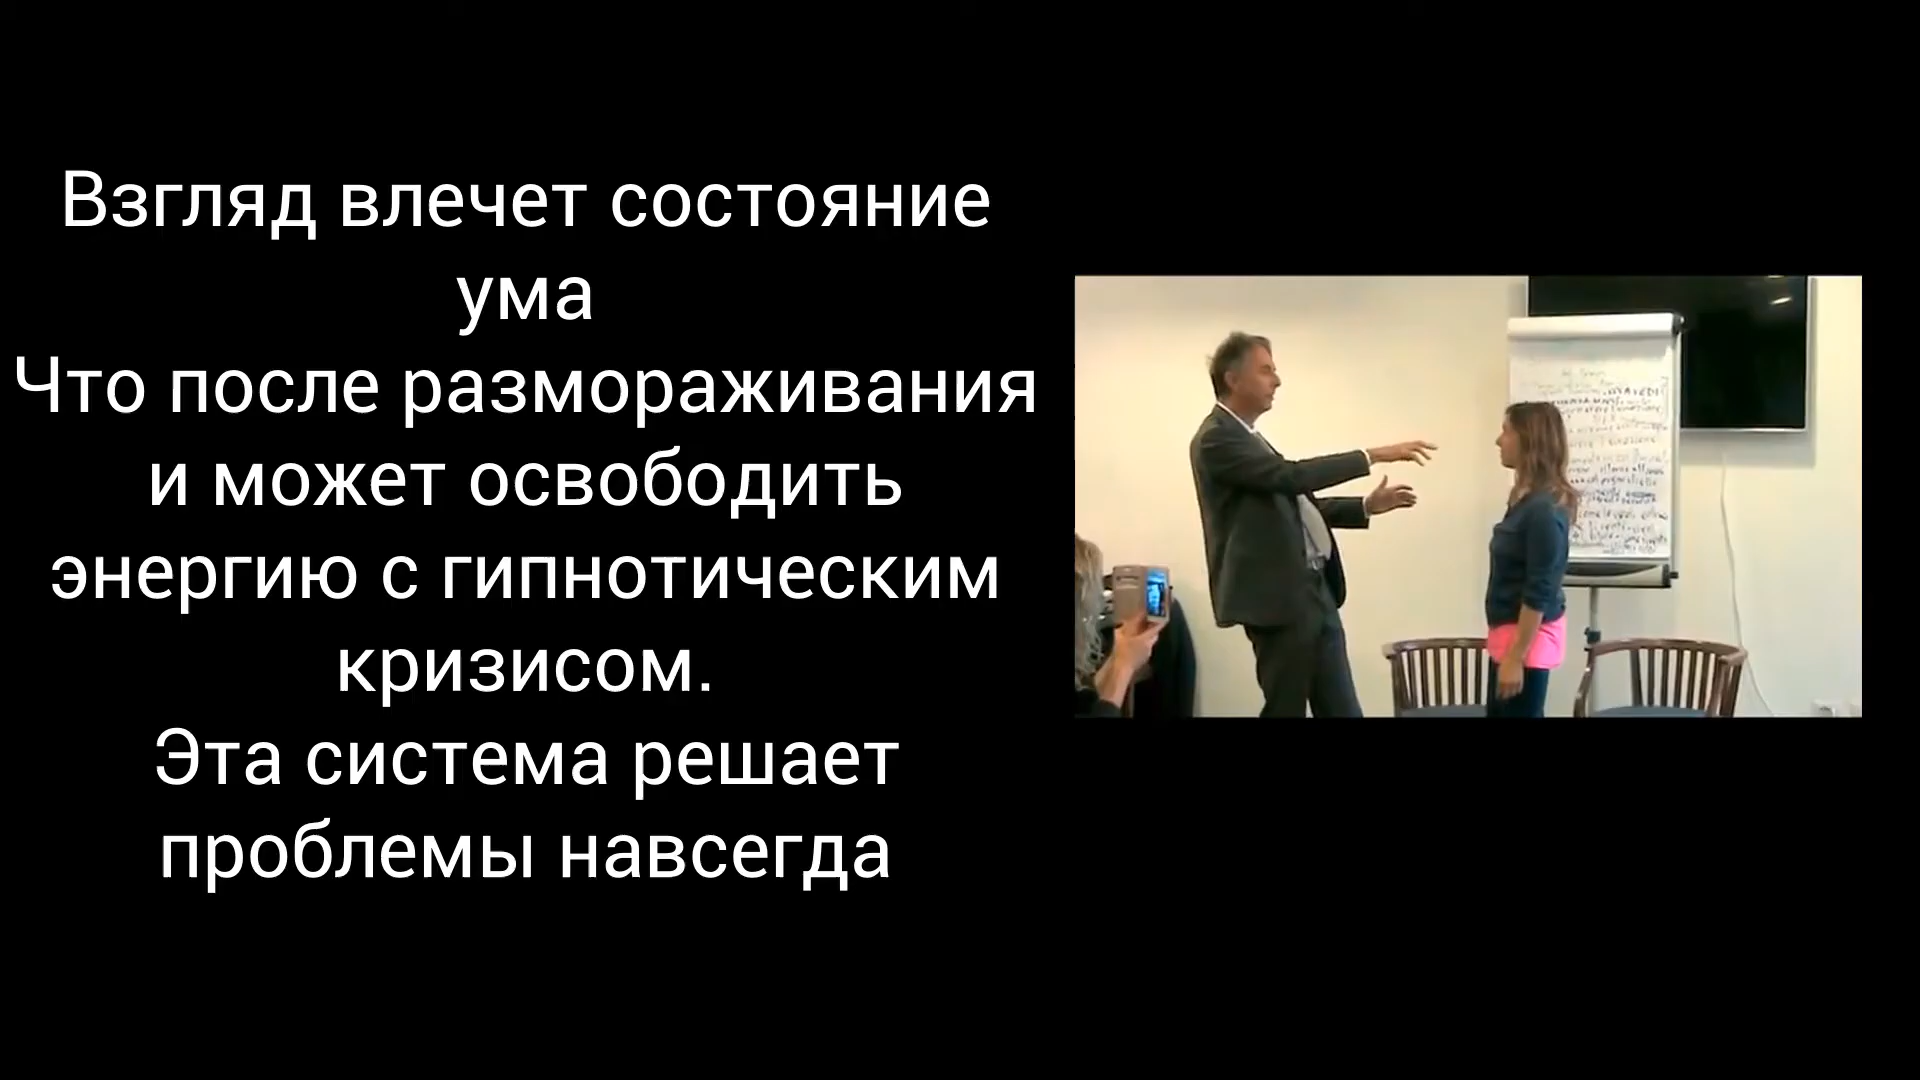 Взгляд влечет состояние
ума
Что после размораживания
и может освободить
энергию с гипнотическим
кризисом.
Эта система решает
проблемы навсегда